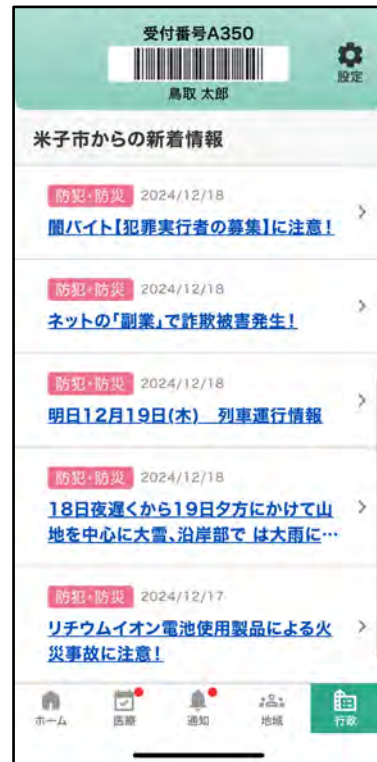 受付番号A350
設定
鳥取 太郎
米子市からの新着情報
防犯・防災 2024/12/18
闇バイト【犯罪実行者の募集】に注意!
防犯・防災 2024/12/18
ネットの「副業」で詐欺被害発生!
防犯・防災 2024/12/18
明日12月19日(木)　列車運行情報
防犯・防災 2024/12/18
18日夜遅くから19日夕方にかけて山
地を中心に大雪、沿岸部で は大雨に…
防犯・防災 2024/12/17
リチウムイオン電池使用製品による火
災事故に注意!
ホーム 医療 通知 地域 行政